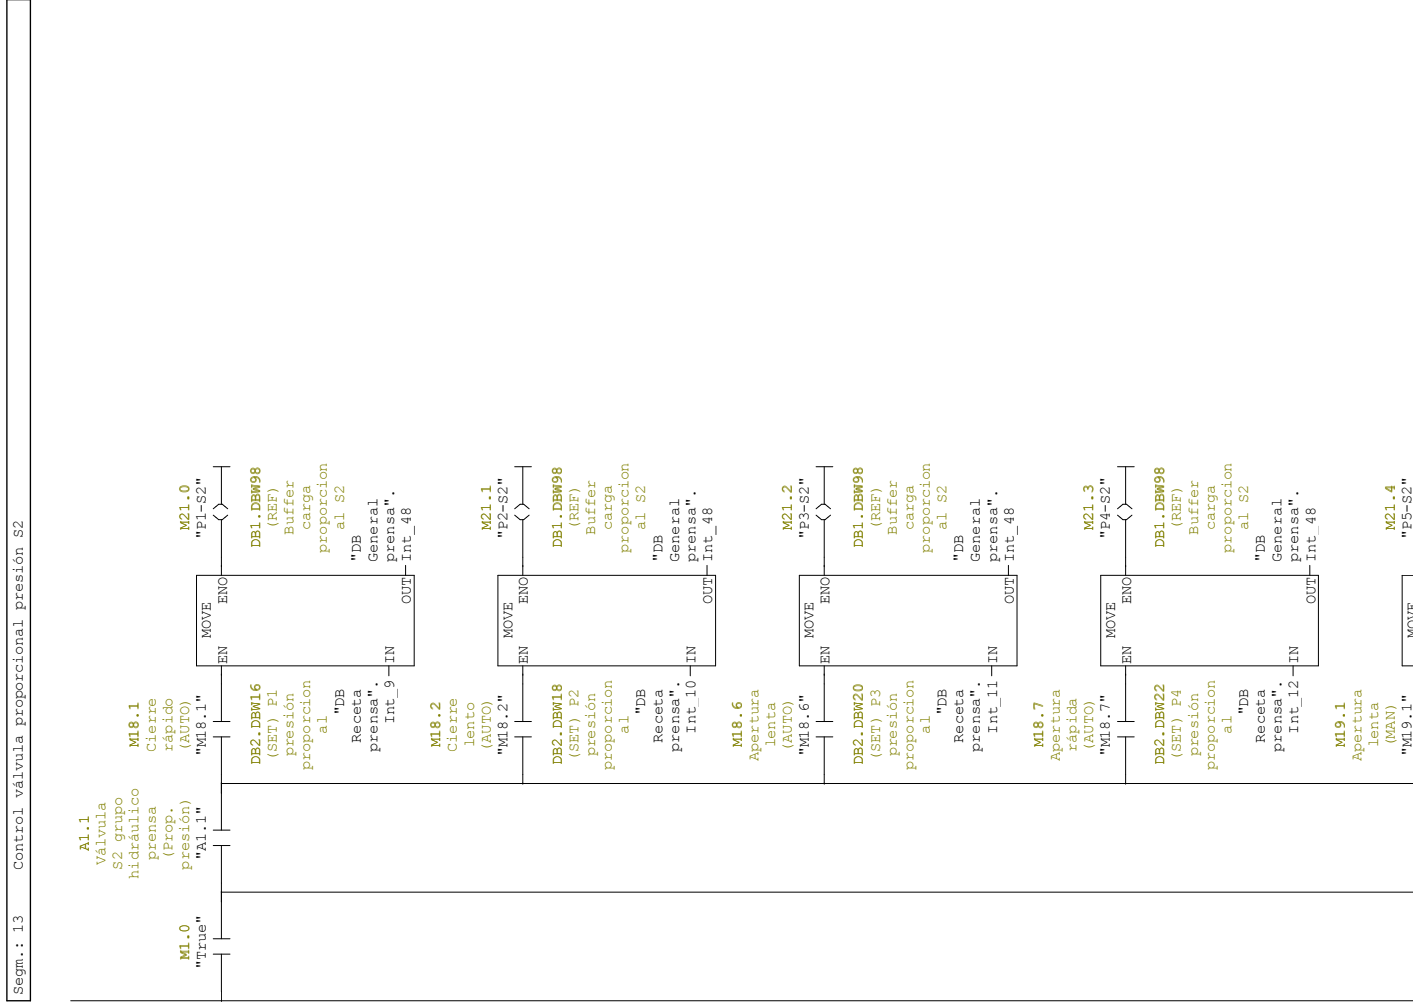 Segm.: 13    Control válvula proporcional presión S2
A1.1
Válvula
S2 grupo
hidráulico
prensa
(Prop.
presión)
"A1.1"
M1.0
"True"
M18.1
Cierre
rápido
(AUTO)
"M18.1"
MOVE
EN
ENO
IN
OUT
M21.0
"P1-S2"
DB2.DBW16
(SET) P1
presión
proporcion
al
"DB
Receta
prensa".
Int_9
DB1.DBW98
(REF)
Buffer
carga
proporcion
al S2
"DB
General
prensa".
Int_48
M18.2
Cierre
lento
(AUTO)
"M18.2"
MOVE
EN
ENO
IN
OUT
M21.1
"P2-S2"
DB2.DBW18
(SET) P2
presión
proporcion
al
"DB
Receta
prensa".
Int_10
DB1.DBW98
(REF)
Buffer
carga
proporcion
al S2
"DB
General
prensa".
Int_48
M18.6
Apertura
lenta
(AUTO)
"M18.6"
MOVE
EN
ENO
IN
OUT
M21.2
"P3-S2"
DB2.DBW20
(SET) P3
presión
proporcion
al
"DB
Receta
prensa".
Int_11
DB1.DBW98
(REF)
Buffer
carga
proporcion
al S2
"DB
General
prensa".
Int_48
M18.7
Apertura
rápida
(AUTO)
"M18.7"
MOVE
EN
ENO
IN
OUT
M21.3
"P4-S2"
DB2.DBW22
(SET) P4
presión
proporcion
al
"DB
Receta
prensa".
Int_12
DB1.DBW98
(REF)
Buffer
carga
proporcion
al S2
"DB
General
prensa".
Int_48
M19.1
Apertura
lenta
(MAN)
"M19.1"
MOVE
M21.4
"P5-S2"